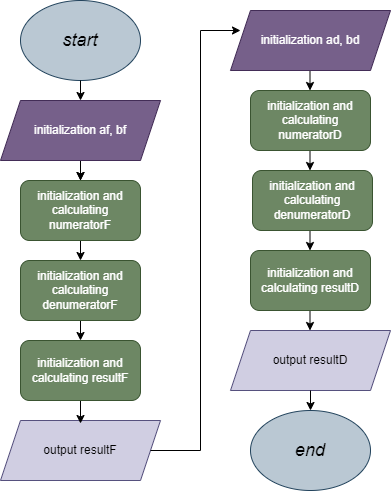 start
initialization af, bf
initialization and
calculating
numeratorF
initialization and
calculating
denumeratorF
initialization and
calculating resultF
output resultF
initialization ad, bd
initialization and
calculating
numeratorD
initialization and
calculating
denumeratorD
initialization and
calculating resultD
output resultD
end